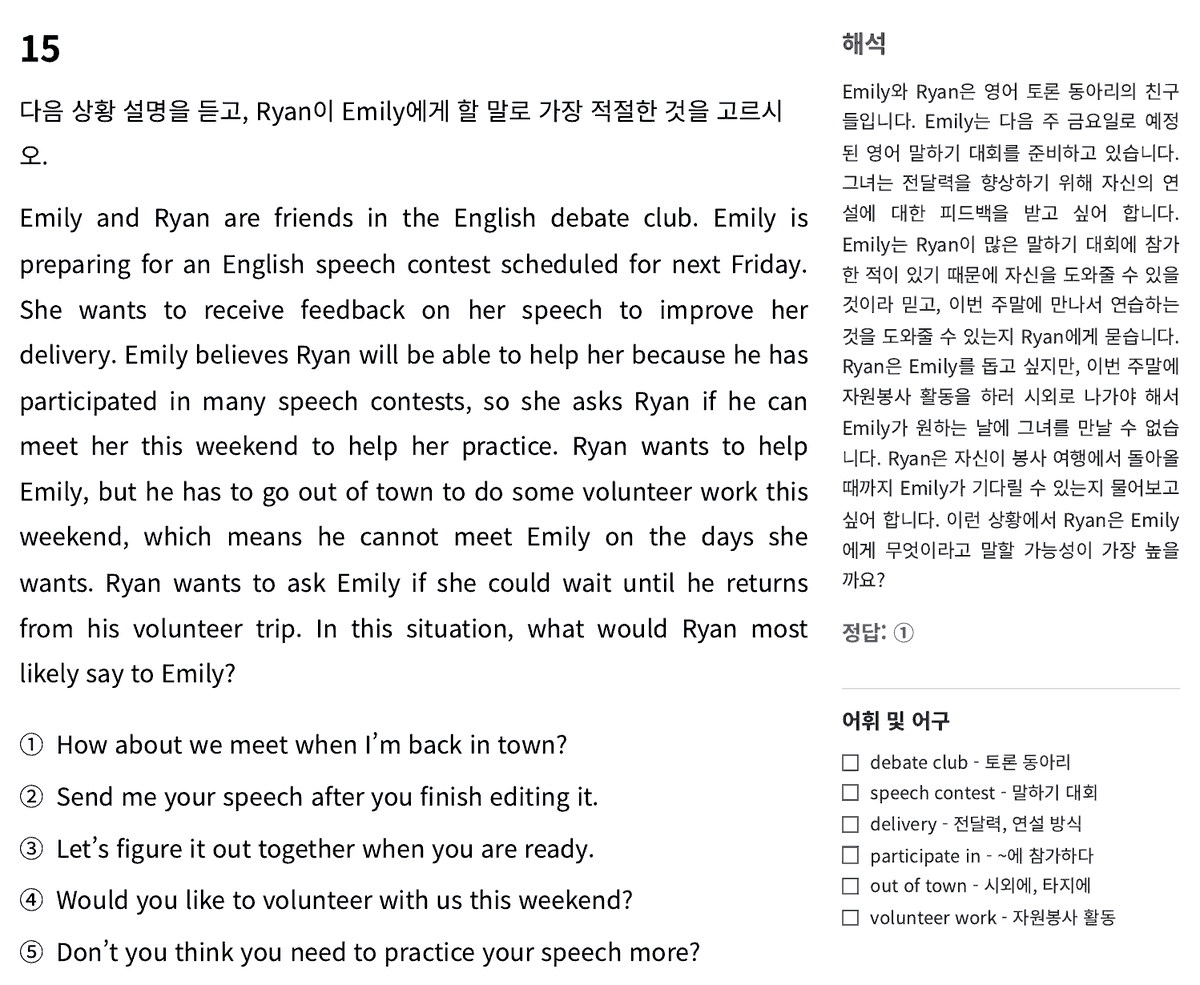 15
다음 상황 설명을 듣고, Ryan이 Emily에게 할 말로 가장 적절한 것을 고르시
오.
Emily and Ryan are friends in the English debate club. Emily is
preparing for an English speech contest scheduled for next Friday.
She wants to receive feedback on her speech to improve her
delivery. Emily believes Ryan will be able to help her because he has
participated in many speech contests, so she asks Ryan if he can
meet her this weekend to help her practice. Ryan wants to help
Emily, but he has to go out of town to do some volunteer work this
weekend, which means he cannot meet Emily on the days she
wants. Ryan wants to ask Emily if she could wait until he returns
from his volunteer trip. In this situation, what would Ryan most
likely say to Emily?
① How about we meet when I’m back in town?
② Send me your speech after you finish editing it.
③ Let’s figure it out together when you are ready.
④ Would you like to volunteer with us this weekend?
⑤ Don’t you think you need to practice your speech more?
해석
Emily와 Ryan은 영어 토론 동아리의 친구
들입니다. Emily는 다음 주 금요일로 예정
된 영어 말하기 대회를 준비하고 있습니다.
그녀는 전달력을 향상하기 위해 자신의 연
설에 대한 피드백을 받고 싶어 합니다.
Emily는 Ryan이 많은 말하기 대회에 참가
한 적이 있기 때문에 자신을 도와줄 수 있을
것이라 믿고, 이번 주말에 만나서 연습하는
것을 도와줄 수 있는지 Ryan에게 묻습니다.
Ryan은 Emily를 돕고 싶지만, 이번 주말에
자원봉사 활동을 하러 시외로 나가야 해서
Emily가 원하는 날에 그녀를 만날 수 없습
니다. Ryan은 자신이 봉사 여행에서 돌아올
때까지 Emily가 기다릴 수 있는지 물어보고
싶어 합니다. 이런 상황에서 Ryan은 Emily
에게 무엇이라고 말할 가능성이 가장 높을
까요?
정답: ①
어휘 및 어구
□ debate club - 토론 동아리
□ speech contest - 말하기 대회
□ delivery - 전달력, 연설 방식
□ participate in - ~에 참가하다
□ out of town - 시외에, 타지에
□ volunteer work - 자원봉사 활동